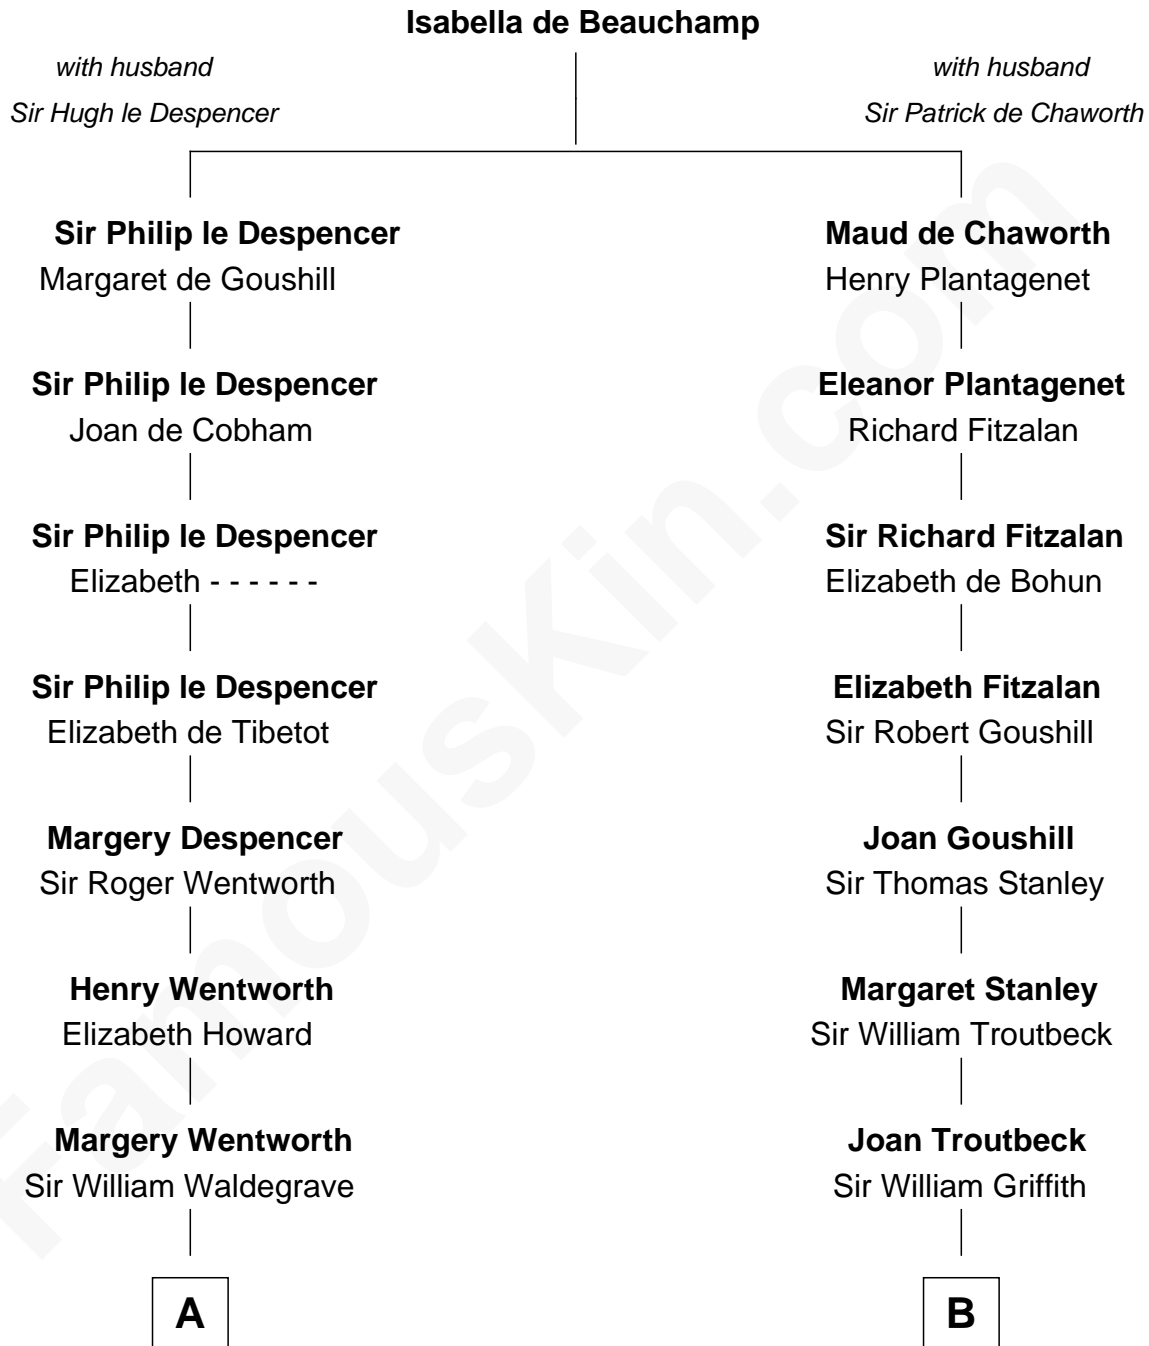 Isabella de Beauchamp
with husband
Sir Hugh le Despencer
with husband
Sir Patrick de Chaworth
Sir Philip le Despencer
Margaret de Goushill
Maud de Chaworth
Henry Plantagenet
Sir Philip le Despencer
Joan de Cobham
Eleanor Plantagenet
Richard Fitzalan
Sir Philip le Despencer
Elizabeth - - - - - -
Sir Richard Fitzalan
Elizabeth de Bohun
Sir Philip le Despencer
Elizabeth de Tibetot
Elizabeth Fitzalan
Sir Robert Goushill
Margery Despencer
Sir Roger Wentworth
Joan Goushill
Sir Thomas Stanley
Henry Wentworth
Elizabeth Howard
Margaret Stanley
Sir William Troutbeck
Margery Wentworth
Sir William Waldegrave
Joan Troutbeck
Sir William Griffith
A
B
FamousKin.com